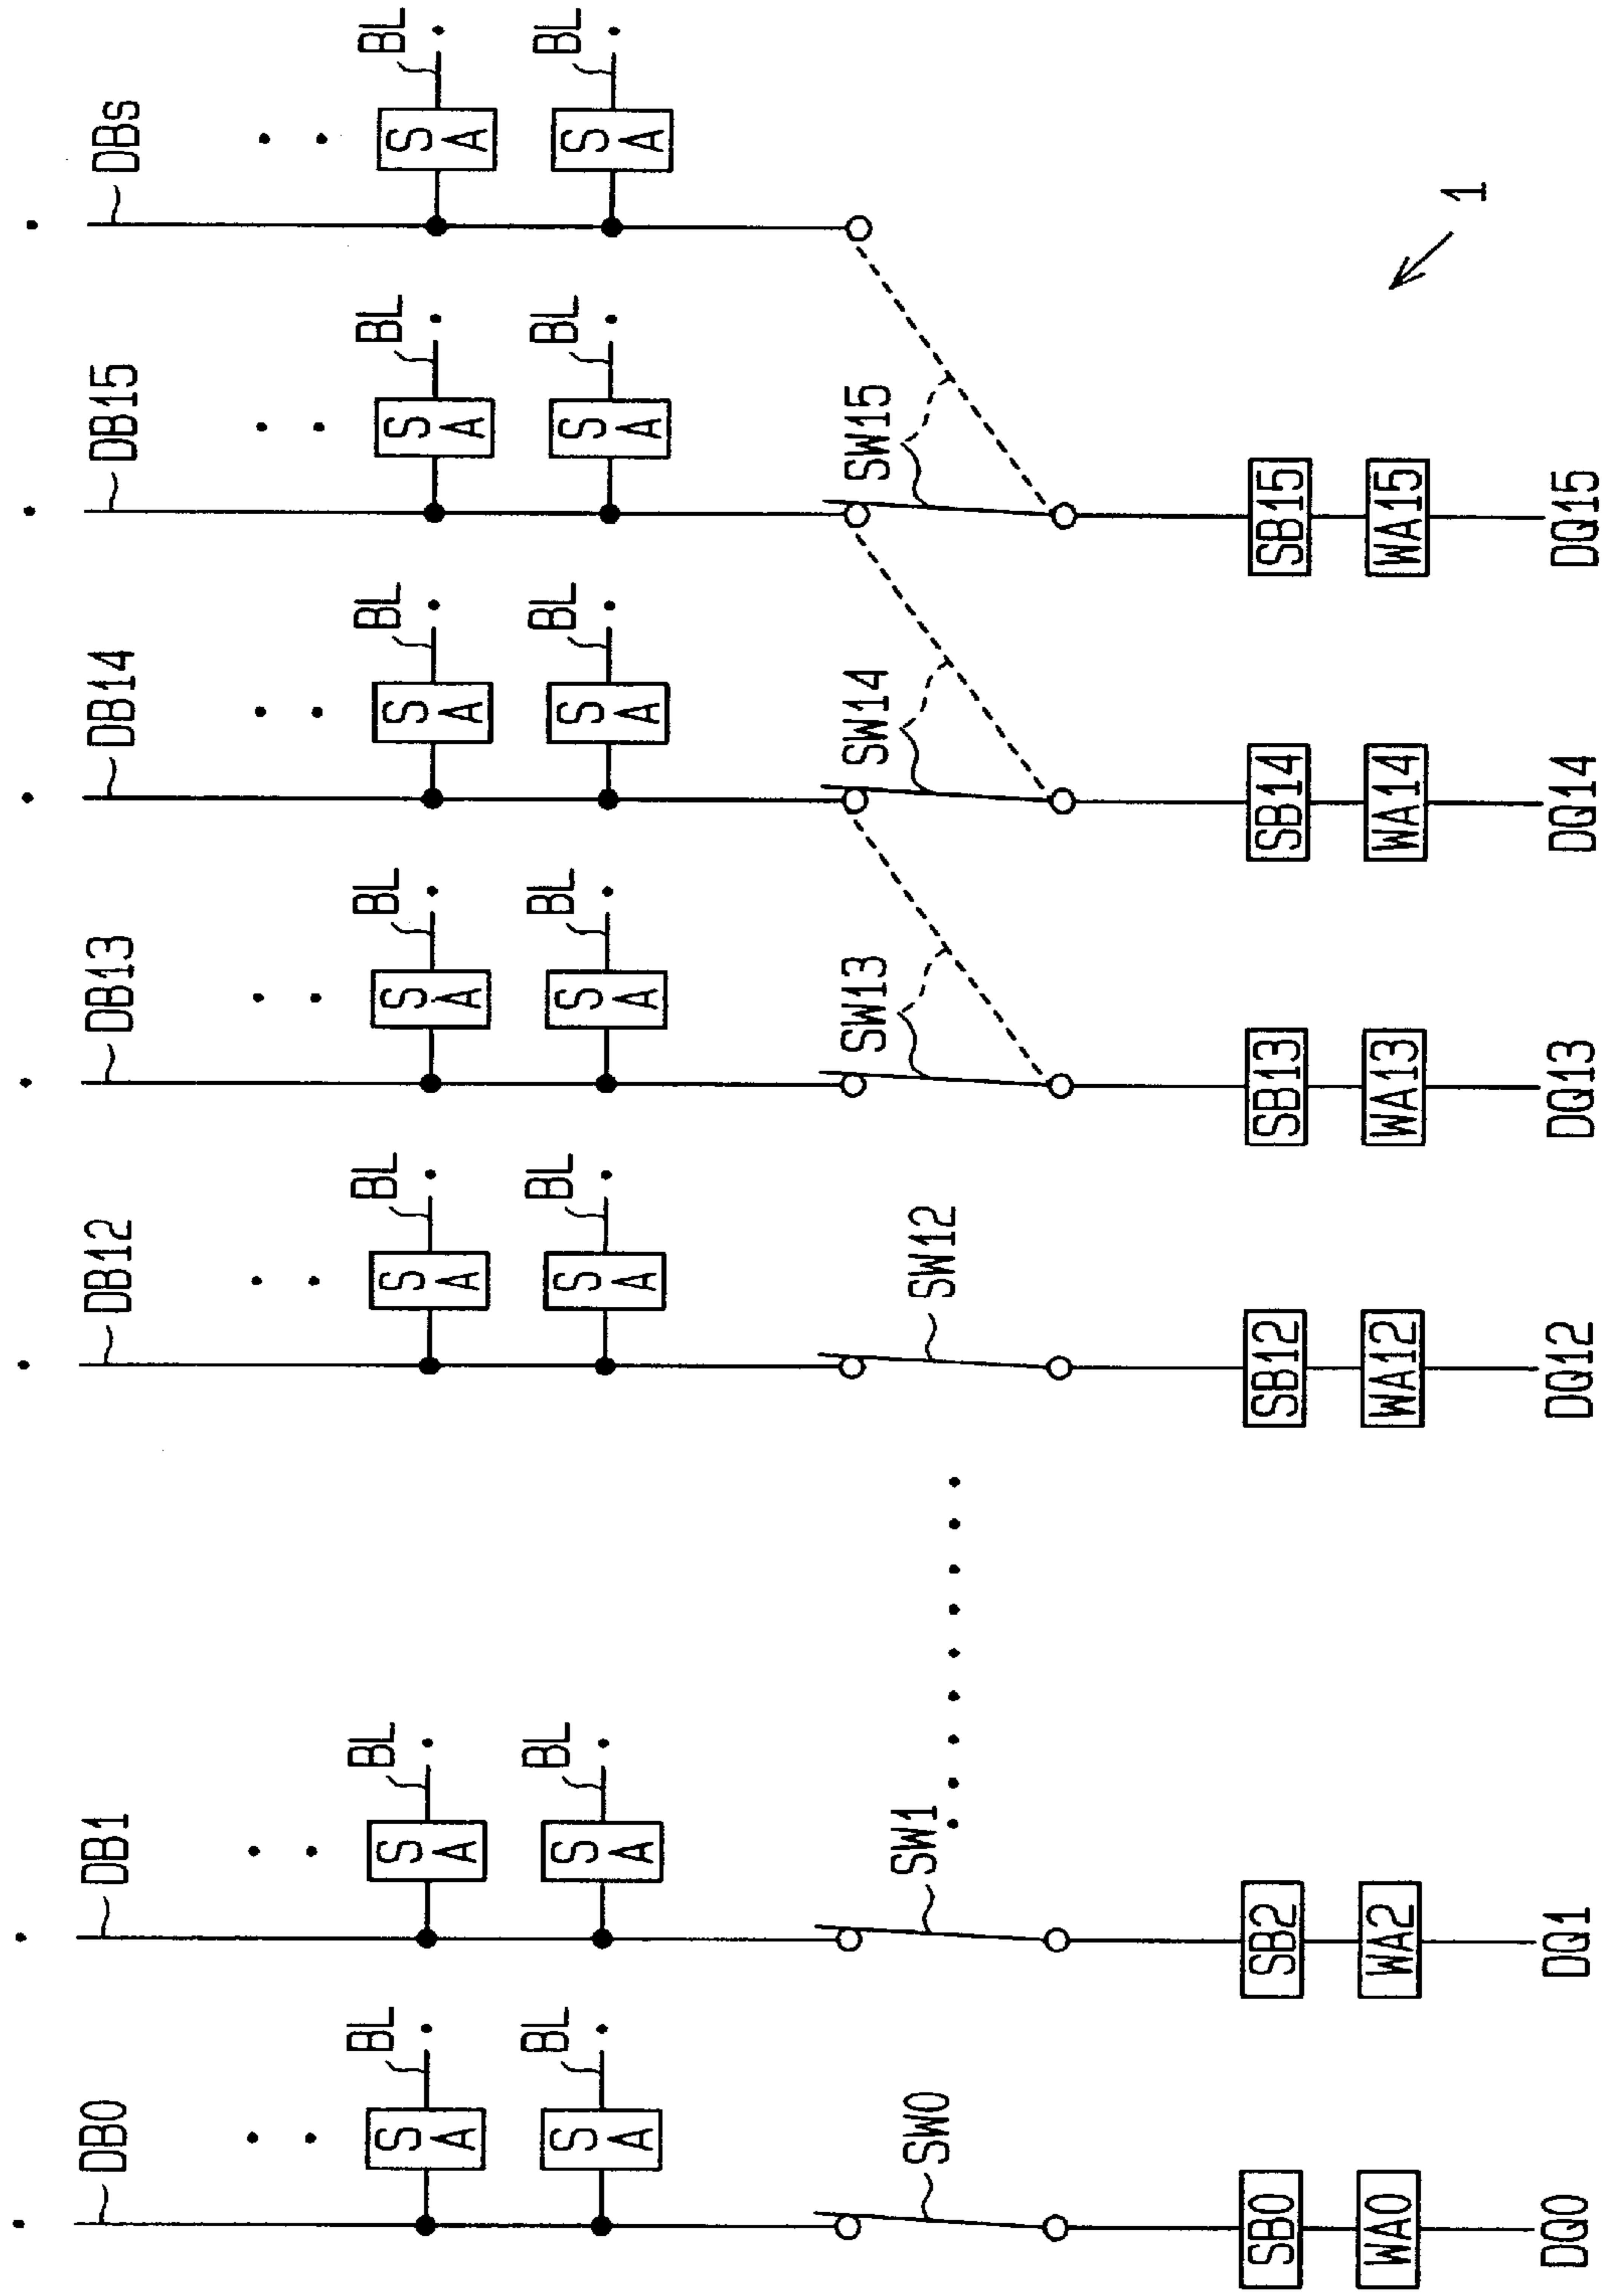 DB0 DB1 DB12 DB13 DB14 DB15 DBs
BL BL BL BL BL BL BL
S S S S S S S
A A A A A A A
BL BL BL BL BL BL BL
S S S S S S S
A A A A A A A
SW0 SW1 SW12 SW13 SW14 SW15
SB0 SB2 SB12 SB13 SB14 SB15
WA0 WA2 WA12 WA13 WA14 WA15
1
DQ0 DQ1 DQ12 DQ13 DQ14 DQ15